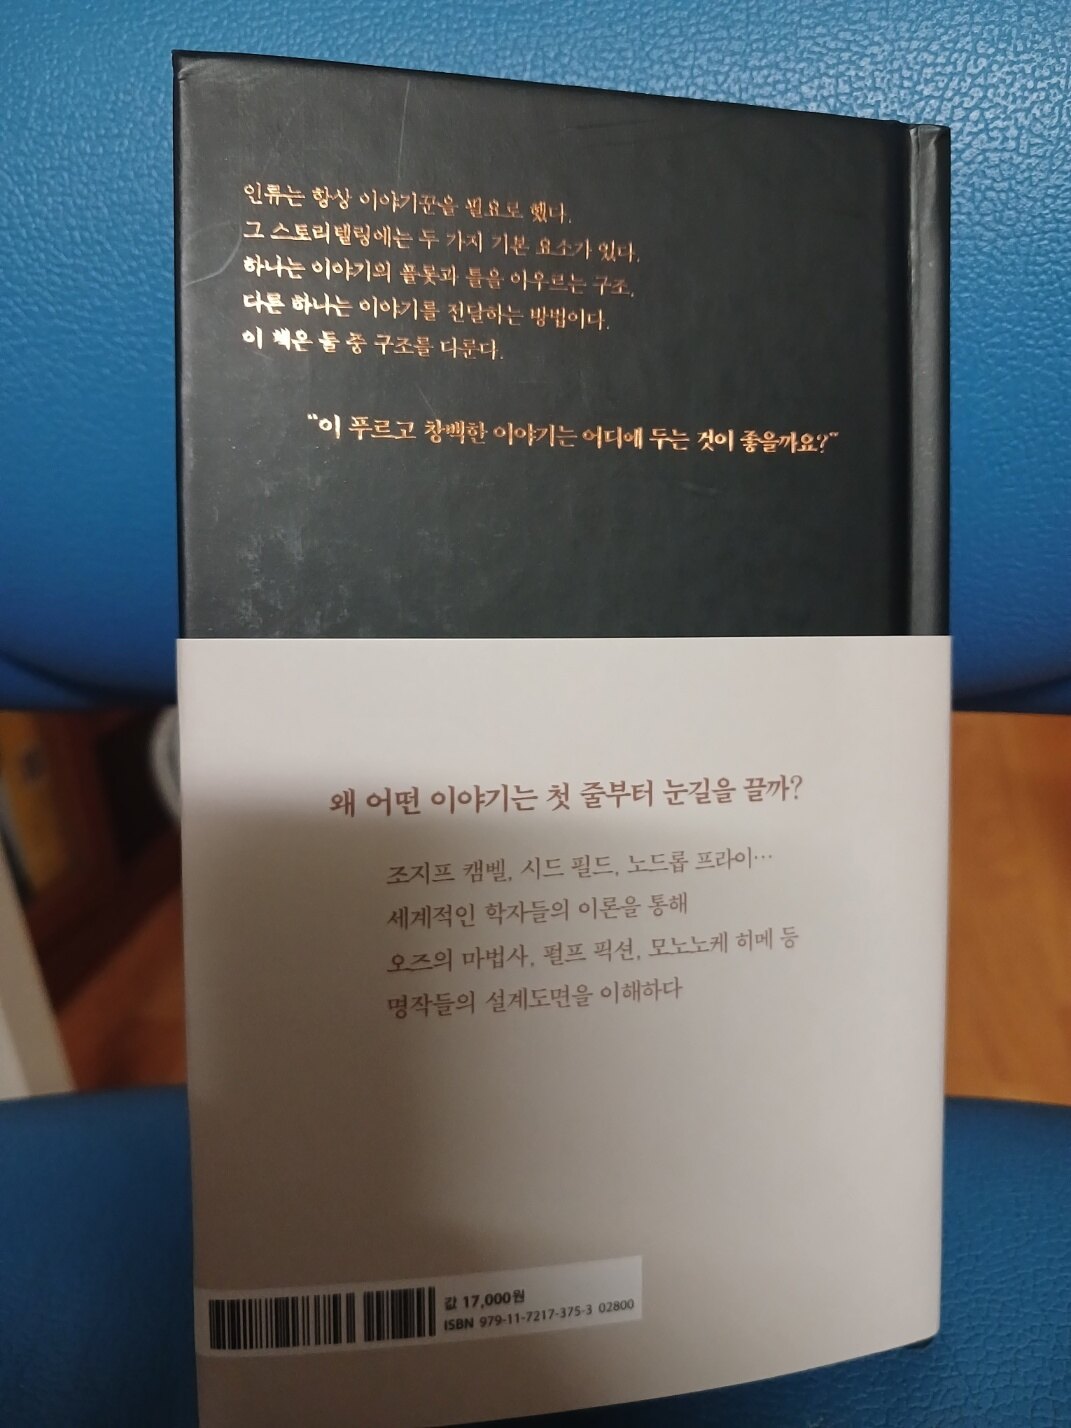 인류는 항상 이야기꾼을 필요로 했다.
그 스토리텔링에는 두 가지 기본 요소가 있다.
하나는 이야기의 플롯과 틀을 아우르는 구조,
다른 하나는 이야기를 전달하는 방법이다.
이 책은 둘 중 구조를 다룬다.
“이 푸르고 창백한 이야기는 어디에 두는 것이 좋을까요?”
왜 어떤 이야기는 첫 줄부터 눈길을 끌까?
조지프 캠벨, 시드 필드, 노드롭 프라이…
세계적인 학자들의 이론을 통해
오즈의 마법사, 펄프 픽션, 모노노케 히메 등
명작들의 설계도면을 이해하다
값 17,000원
ISBN 979-11-7217-375-3 02800